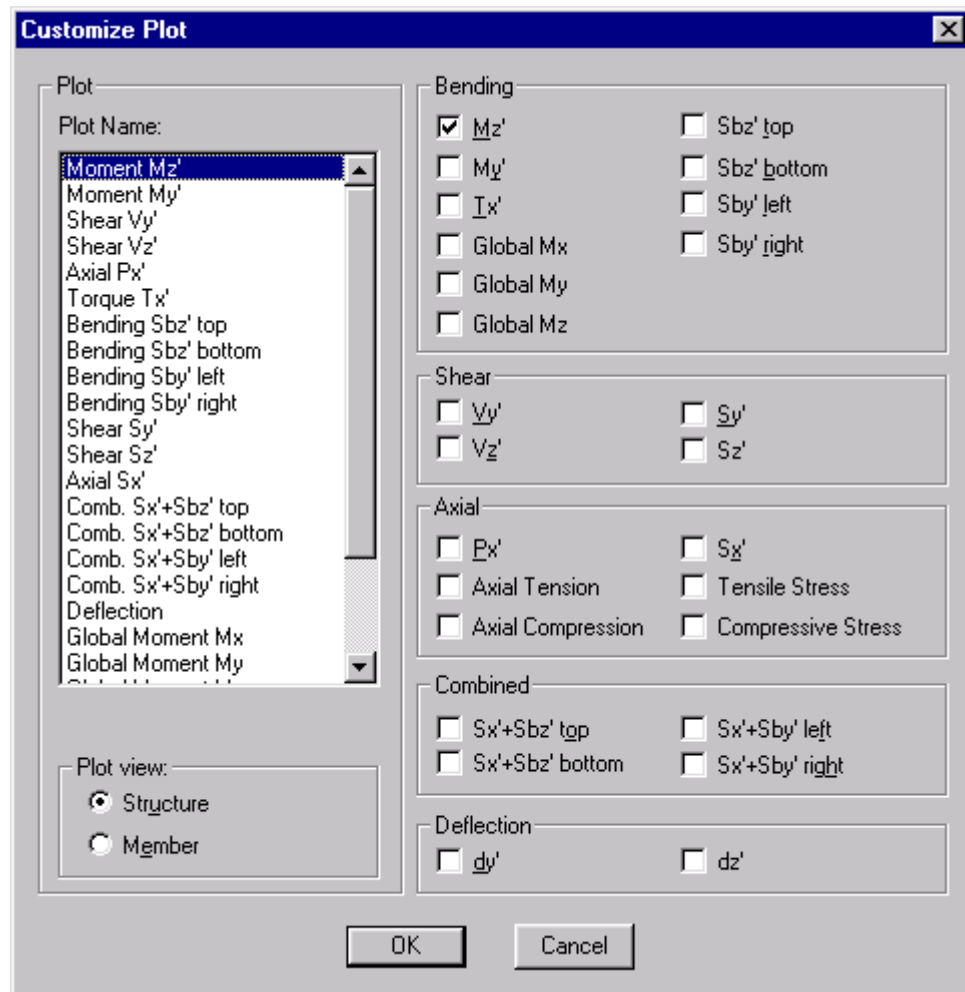 Customize Plot
Plot
Plot Name:
Moment Mz'
Moment My'
Shear Vy'
Shear Vz'
Axial Px'
Torque Tx'
Bending Sbz' top
Bending Sbz' bottom
Bending Sby' left
Bending Sby' right
Shear Sy'
Shear Sz'
Axial Sx'
Comb. Sx'+Sbz' top
Comb. Sx'+Sbz' bottom
Comb. Sx'+Sby' left
Comb. Sx'+Sby' right
Deflection
Global Moment Mx
Global Moment My
Plot view:
Structure
Member
Bending
Mz' Sbz' top
My' Sbz' bottom
Tx' Sby' left
Global Mx Sby' right
Global My
Global Mz
Shear
Vy' Sy'
Vz' Sz'
Axial
Px' Sx'
Axial Tension Tensile Stress
Axial Compression Compressive Stress
Combined
Sx'+Sbz' top Sx'+Sby' left
Sx'+Sbz' bottom Sx'+Sby' right
Deflection
dy' dz'
OK Cancel